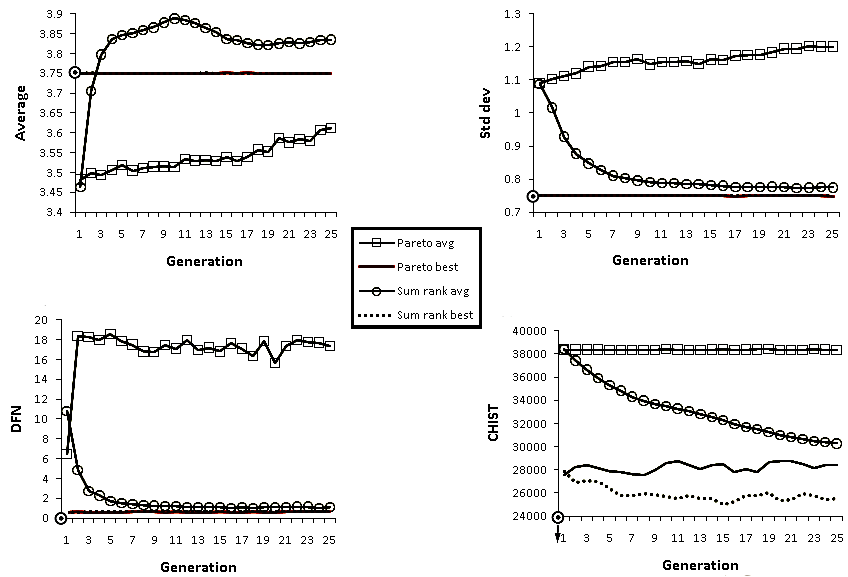 3.9
3.85
3.8
3.75
3.7
3.65
3.6
3.55
3.5
3.45
3.4
Average
1 3 5 7 9 11 13 15 17 19 21 23 25
Generation
1.3
1.2
1.1
1
0.9
0.8
0.7
Std dev
1 3 5 7 9 11 13 15 17 19 21 23 25
Generation
Pareto avg
Pareto best
Sum rank avg
Sum rank best
20
18
16
14
12
10
8
6
4
2
0
DFN
1 3 5 7 9 11 13 15 17 19 21 23 25
Generation
40000
38000
36000
34000
32000
30000
28000
26000
24000
CHIST
1 3 5 7 9 11 13 15 17 19 21 23 25
Generation